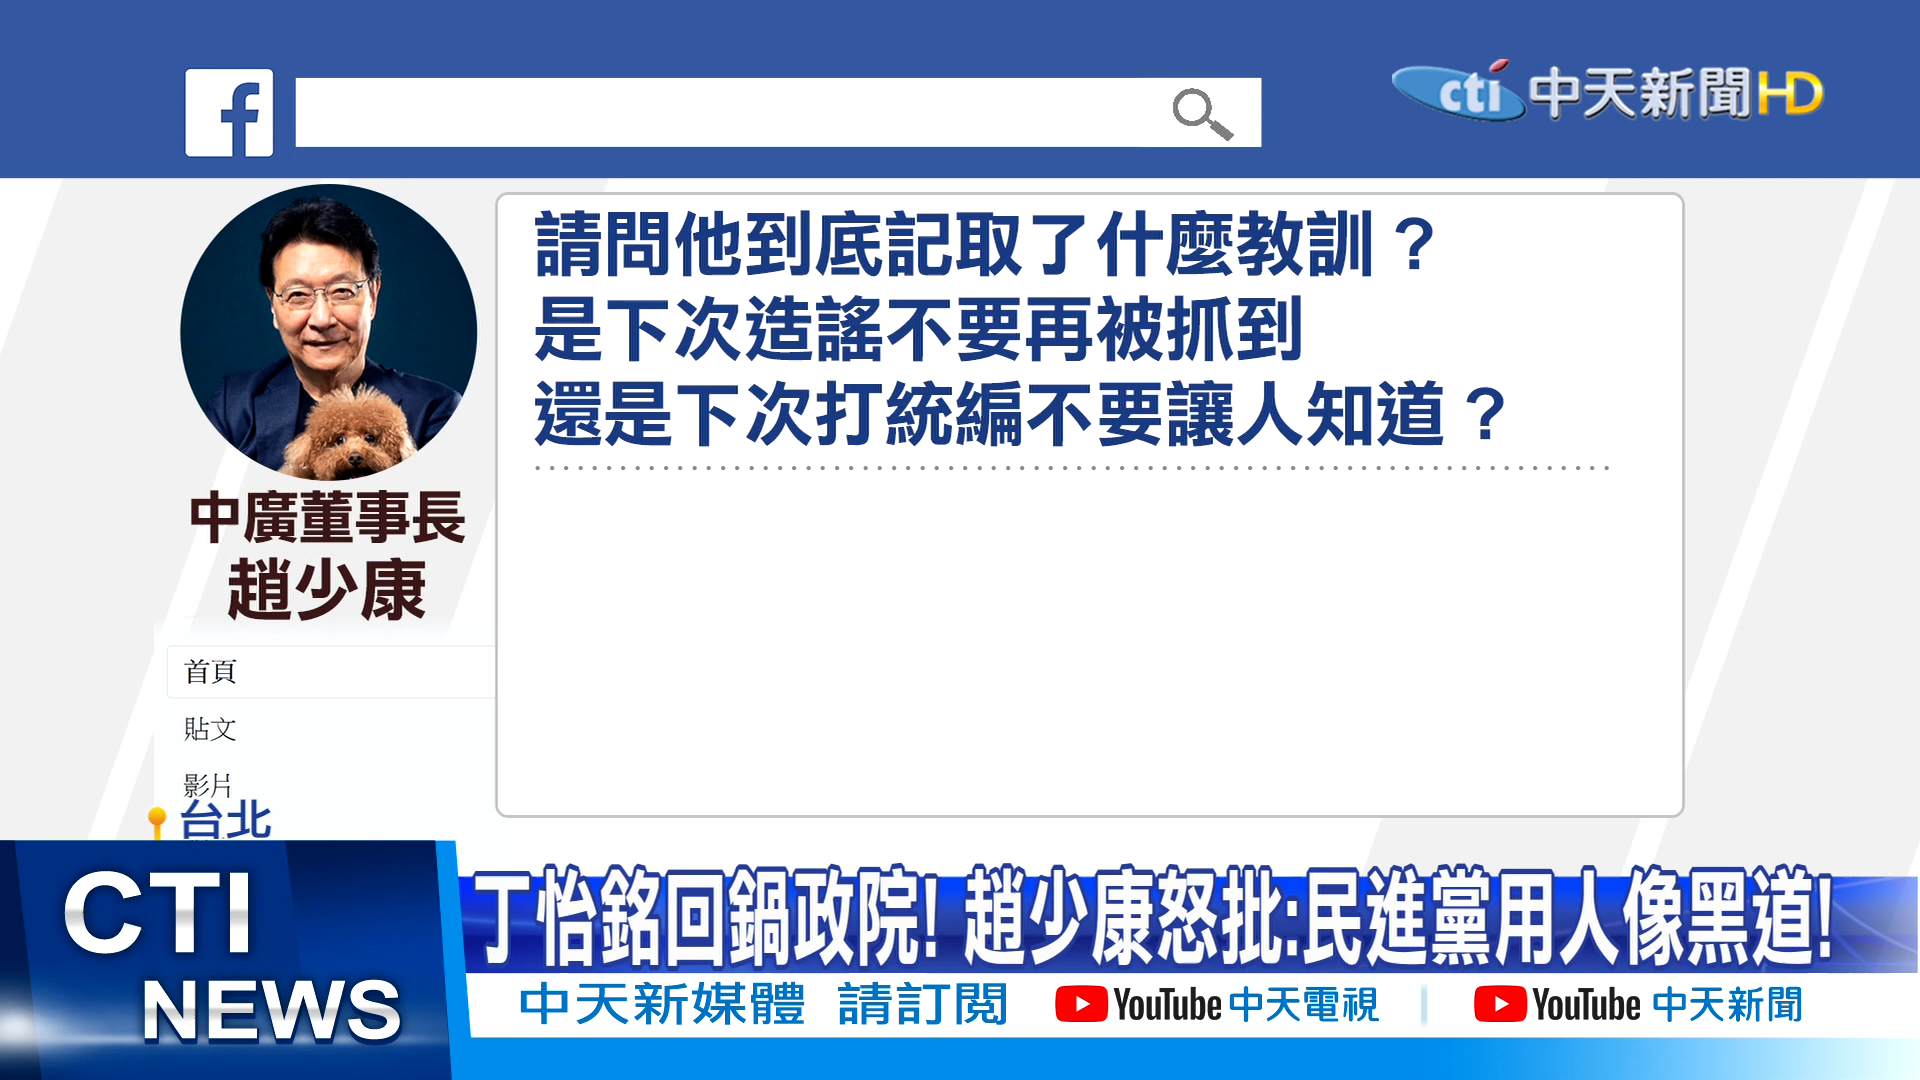 f
cti 中天新聞HD
請問他到底記取了什麼教訓？
是下次造謠不要再被抓到
還是下次打統編不要讓人知道？
中廣董事長
趙少康
首頁
貼文
影片
台北
CTI
NEWS
丁怡銘回鍋政院! 趙少康怒批:民進黨用人像黑道!
中天新媒體 請訂閱 YouTube 中天電視 | YouTube 中天新聞